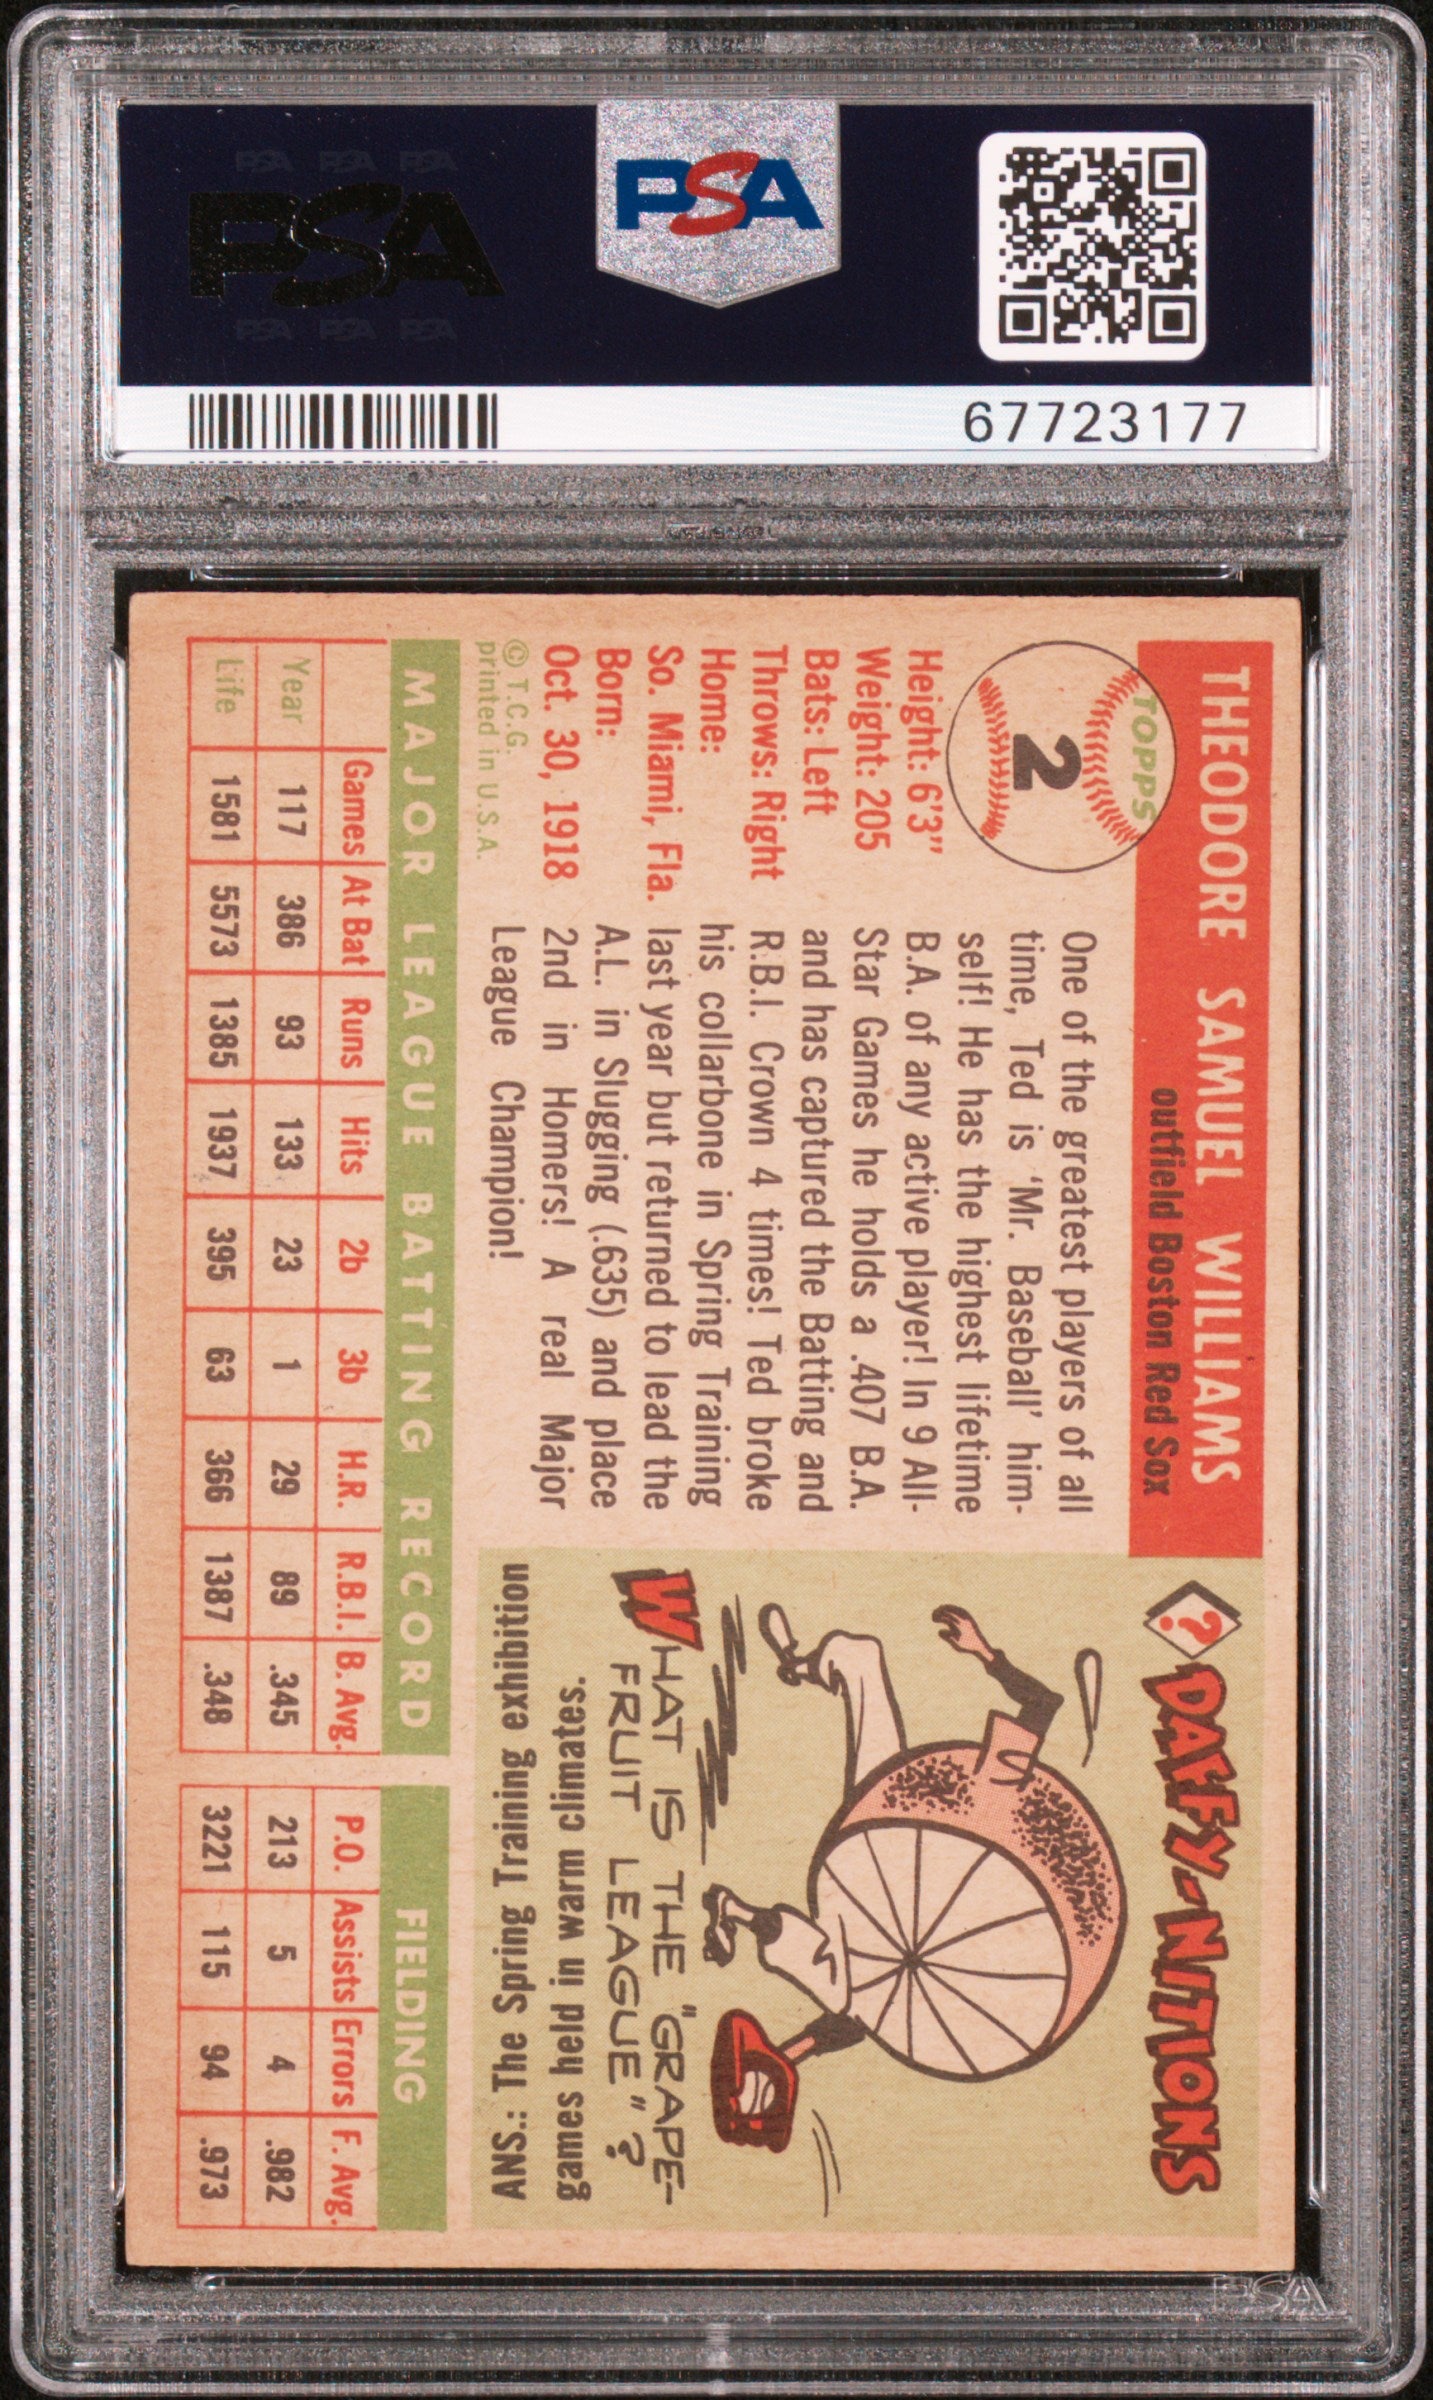 PSA PSA PSA
PSA
PSA PSA PSA
PSA
67723177
THEODORE SAMUEL WILLIAMS
outfield Boston Red Sox
TOPPS
2
Height: 6'3"
Weight: 205
Bats: Left
Throws: Right
Home:
So. Miami, Fla.
Born:
Oct. 30, 1918
© T.C.G.
printed in U.S.A.
One of the greatest players of all
time, Ted is 'Mr. Baseball' him-
self! He has the highest lifetime
B.A. of any active player! In 9 All-
Star Games he holds a .407 B.A.
and has captured the Batting and
R.B.I. Crown 4 times! Ted broke
his collarbone in Spring Training
last year but returned to lead the
A.L. in Slugging (.635) and place
2nd in Homers! A real Major
League Champion!
?
DAFFY-NITIONS
WHAT IS THE "GRAPE-
FRUIT LEAGUE"?
ANS.: The Spring Training exhibition
games held in warm climates.
MAJOR LEAGUE BATTING RECORD
FIELDING
Games At Bat Runs Hits 2b 3b H.R. R.B.I. B. Avg. P.O. Assists Errors F. Avg.
Year 117 386 93 133 23 1 29 89 .345 213 5 4 .982
Life 1581 5573 1385 1937 395 63 366 1387 .348 3221 115 94 .973
PSA